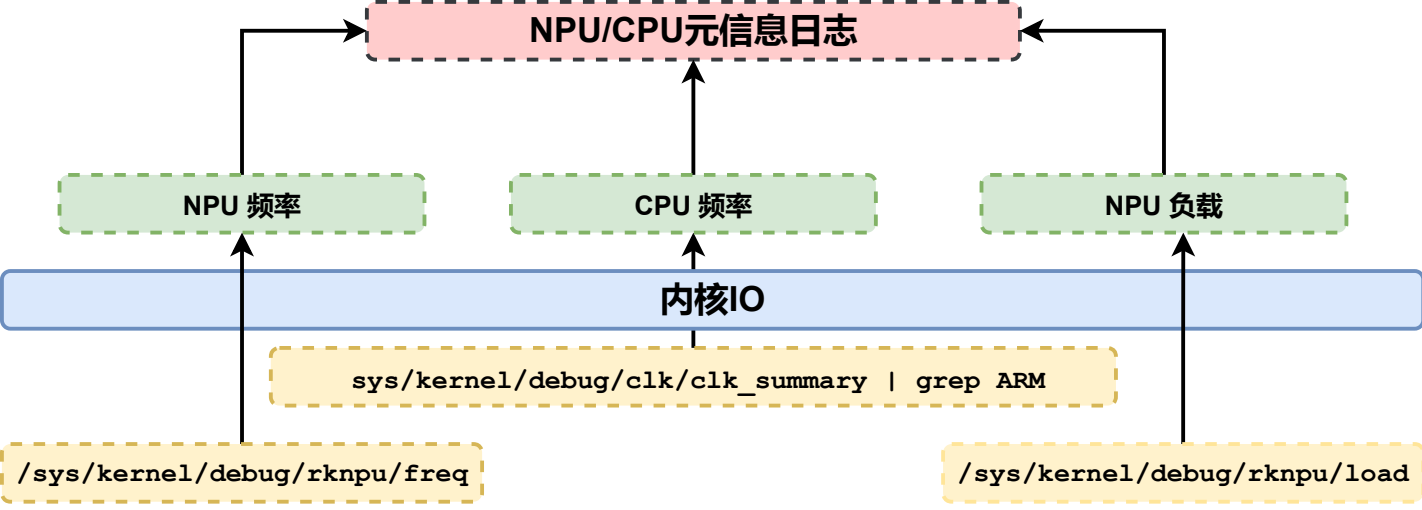 NPU/CPU元信息日志
NPU 频率
CPU 频率
NPU 负载
内核IO
sys/kernel/debug/clk/clk_summary | grep ARM
/sys/kernel/debug/rknpu/freq
/sys/kernel/debug/rknpu/load